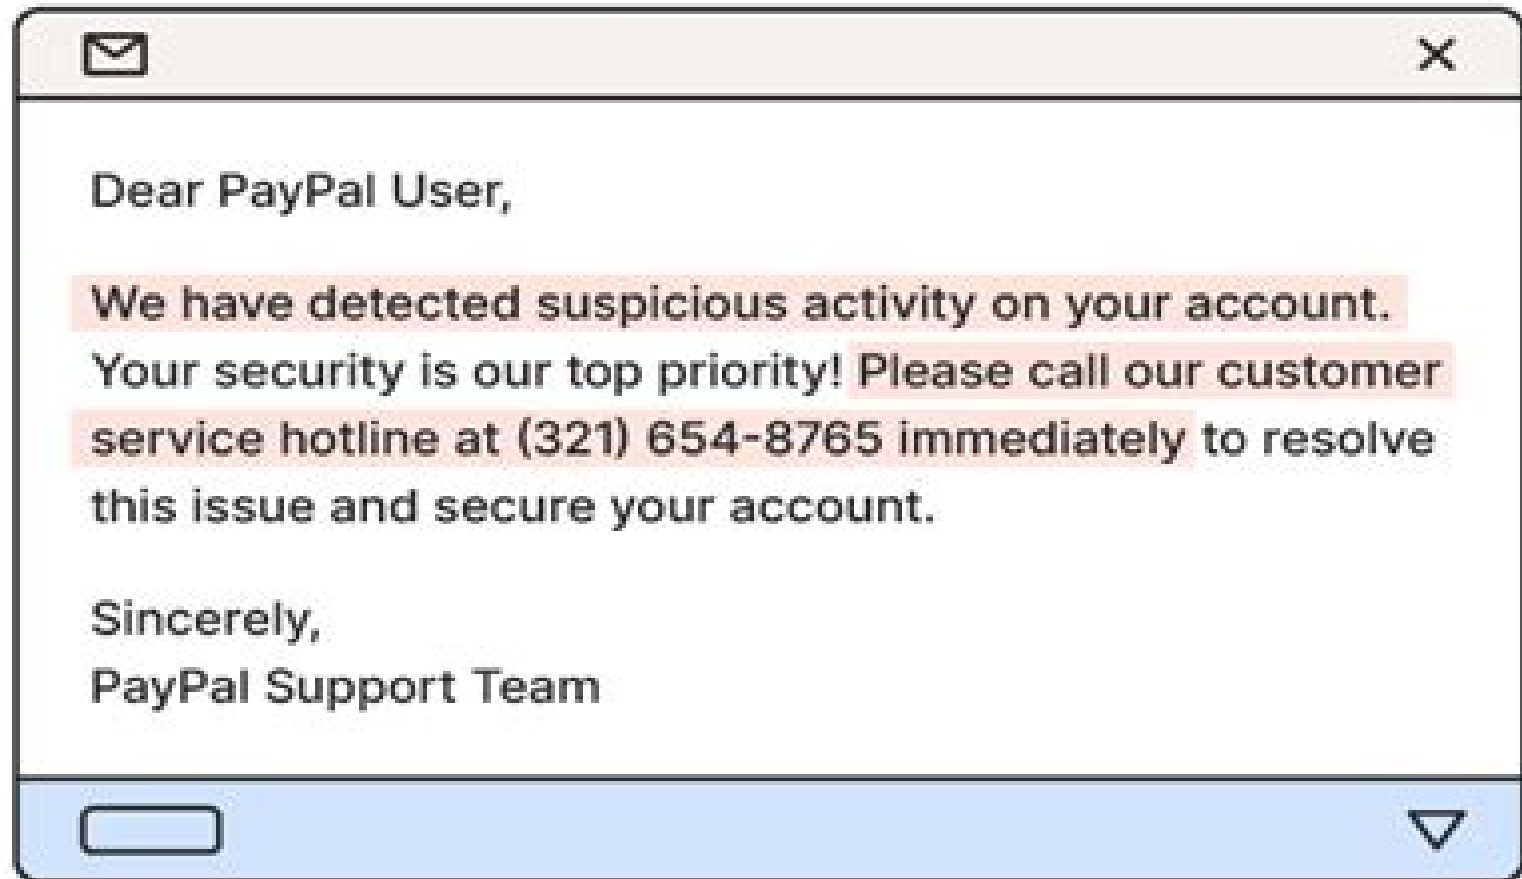 Dear PayPal User,
We have detected suspicious activity on your account.
Your security is our top priority! Please call our customer
service hotline at (321) 654-8765 immediately to resolve
this issue and secure your account.
Sincerely,
PayPal Support Team